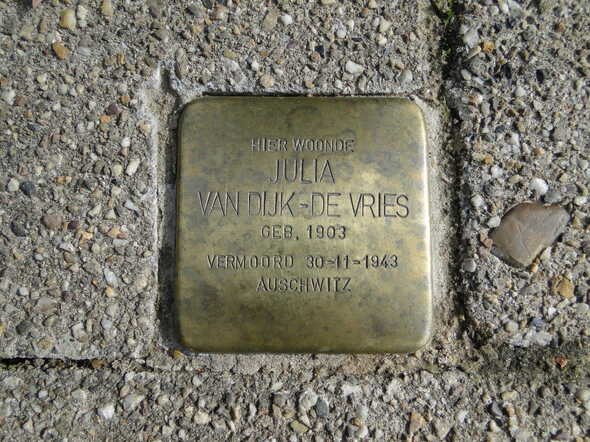 HIER WOONDE
JULIA
VAN DIJK-DE VRIES
GEB. 1903
VERMOORD 30-11-1943
AUSCHWITZ